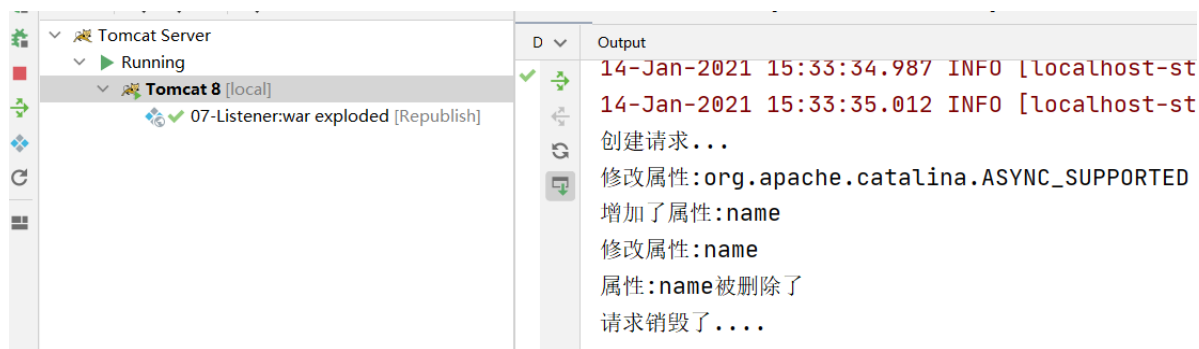 Tomcat Server
Running
Tomcat 8 [local]
07-Listener:war exploded [Republish]
D
Output
14-Jan-2021 15:33:34.987 INFO [localhost-st
14-Jan-2021 15:33:35.012 INFO [localhost-st
创建请求...
修改属性:org.apache.catalina.ASYNC_SUPPORTED
增加了属性:name
修改属性:name
属性:name被删除了
请求销毁了....